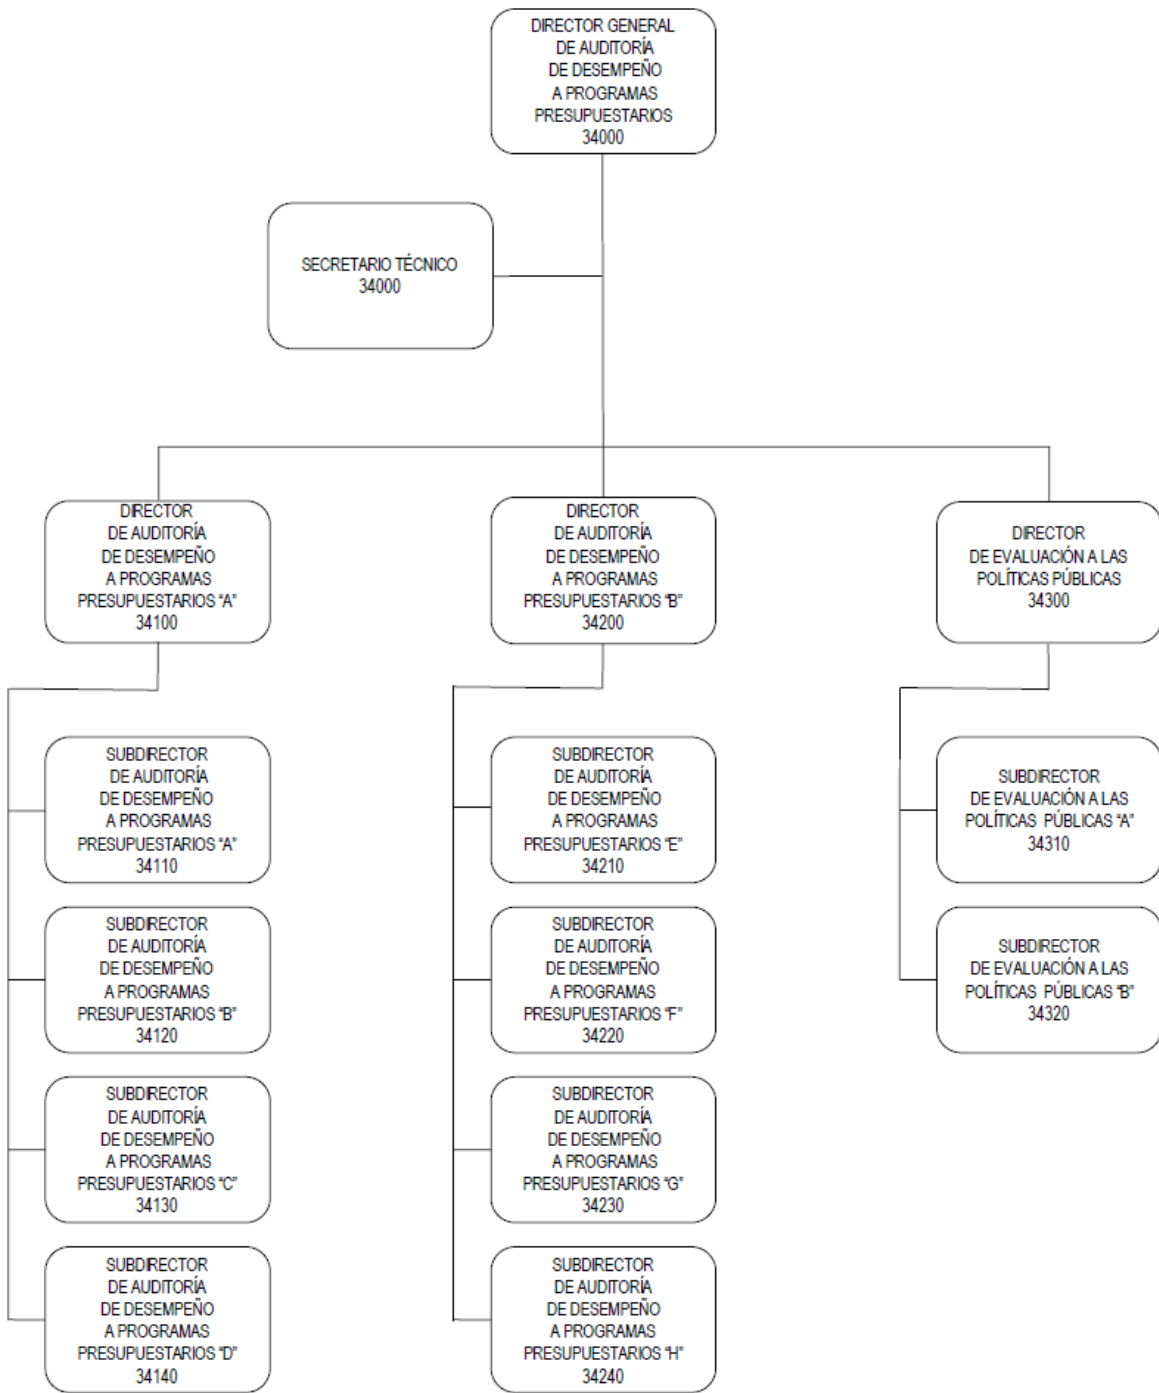 DIRECTOR GENERAL
DE AUDITORÍA
DE DESEMPEÑO
A PROGRAMAS
PRESUPUESTARIOS
34000
SECRETARIO TÉCNICO
34000
DIRECTOR
DE AUDITORÍA
DE DESEMPEÑO
A PROGRAMAS
PRESUPUESTARIOS “A”
34100
DIRECTOR
DE AUDITORÍA
DE DESEMPEÑO
A PROGRAMAS
PRESUPUESTARIOS “B”
34200
DIRECTOR
DE EVALUACIÓN A LAS
POLÍTICAS PÚBLICAS
34300
SUBDIRECTOR
DE AUDITORÍA
DE DESEMPEÑO
A PROGRAMAS
PRESUPUESTARIOS “A”
34110
SUBDIRECTOR
DE AUDITORÍA
DE DESEMPEÑO
A PROGRAMAS
PRESUPUESTARIOS “E”
34210
SUBDIRECTOR
DE EVALUACIÓN A LAS
POLÍTICAS PÚBLICAS “A”
34310
SUBDIRECTOR
DE AUDITORÍA
DE DESEMPEÑO
A PROGRAMAS
PRESUPUESTARIOS “B”
34120
SUBDIRECTOR
DE AUDITORÍA
DE DESEMPEÑO
A PROGRAMAS
PRESUPUESTARIOS “F”
34220
SUBDIRECTOR
DE EVALUACIÓN A LAS
POLÍTICAS PÚBLICAS “B”
34320
SUBDIRECTOR
DE AUDITORÍA
DE DESEMPEÑO
A PROGRAMAS
PRESUPUESTARIOS “C”
34130
SUBDIRECTOR
DE AUDITORÍA
DE DESEMPEÑO
A PROGRAMAS
PRESUPUESTARIOS “G”
34230
SUBDIRECTOR
DE AUDITORÍA
DE DESEMPEÑO
A PROGRAMAS
PRESUPUESTARIOS “D”
34140
SUBDIRECTOR
DE AUDITORÍA
DE DESEMPEÑO
A PROGRAMAS
PRESUPUESTARIOS “H”
34240